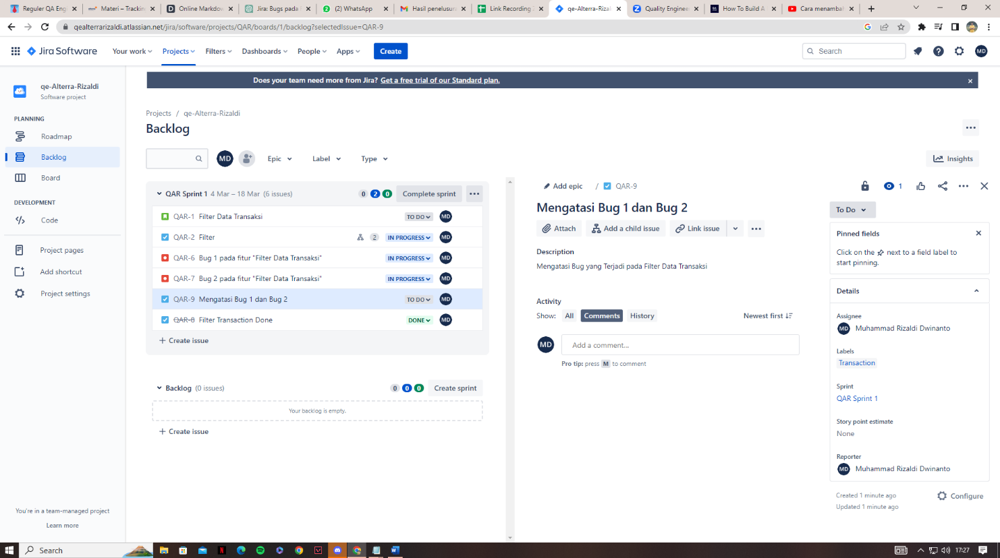 Reguler QA Eng
Materi – Trackin
Online Markdow
Jira: Bugs pada
(2) WhatsApp
Hasil penelusur
Link Recording
qe-Alterra-Rizal
Quality Enginee
How To Build A
Cara menambah
qealterrarizaldi.atlassian.net/jira/software/projects/QAR/boards/1/backlog?selectedIssue=QAR-9
Jira Software
Your work
Projects
Filters
Dashboards
People
Apps
Create
Search
MD
qe-Alterra-Rizaldi
Software project
PLANNING
Roadmap
Backlog
Board
DEVELOPMENT
Code
Project pages
Add shortcut
Project settings
You're in a team-managed project
Learn more
Does your team need more from Jira? Get a free trial of our Standard plan.
Projects / qe-Alterra-Rizaldi
Backlog
MD
Epic
Label
Type
Insights
QAR Sprint 1 4 Mar – 18 Mar (6 issues) 0 2 0 Complete sprint
QAR-1 Filter Data Transaksi TO DO MD
QAR-2 Filter 2 IN PROGRESS MD
QAR-6 Bug 1 pada fitur "Filter Data Transaksi" IN PROGRESS MD
QAR-7 Bug 2 pada fitur "Filter Data Transaksi" IN PROGRESS MD
QAR-9 Mengatasi Bug 1 dan Bug 2 TO DO MD
QAR-8 Filter Transaction Done DONE MD
+ Create issue
Backlog (0 issues) 0 0 0 Create sprint
Your backlog is empty.
+ Create issue
Add epic / QAR-9
1
Mengatasi Bug 1 dan Bug 2
Attach
Add a child issue
Link issue
Description
Mengatasi Bug yang Terjadi pada Filter Data Transaksi
Activity
Show: All Comments History Newest first
MD
Add a comment...
Pro tip: press M to comment
To Do
Pinned fields
Click on the next to a field label to
start pinning.
Details
Assignee
MD Muhammad Rizaldi Dwinanto
Labels
Transaction
Sprint
QAR Sprint 1
Story point estimate
None
Reporter
MD Muhammad Rizaldi Dwinanto
Created 1 minute ago
Updated 1 minute ago
Configure
Search
17:27